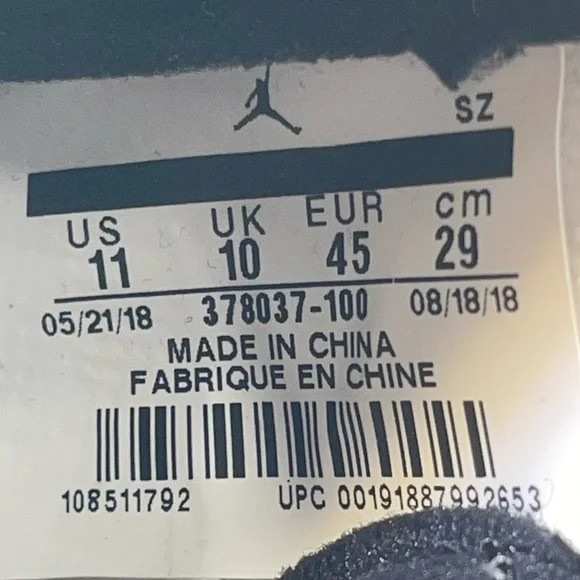 SZ
US UK EUR cm
11 10 45 29
05/21/18 378037-100 08/18/18
MADE IN CHINA
FABRIQUE EN CHINE
108511792 UPC 00191887992653